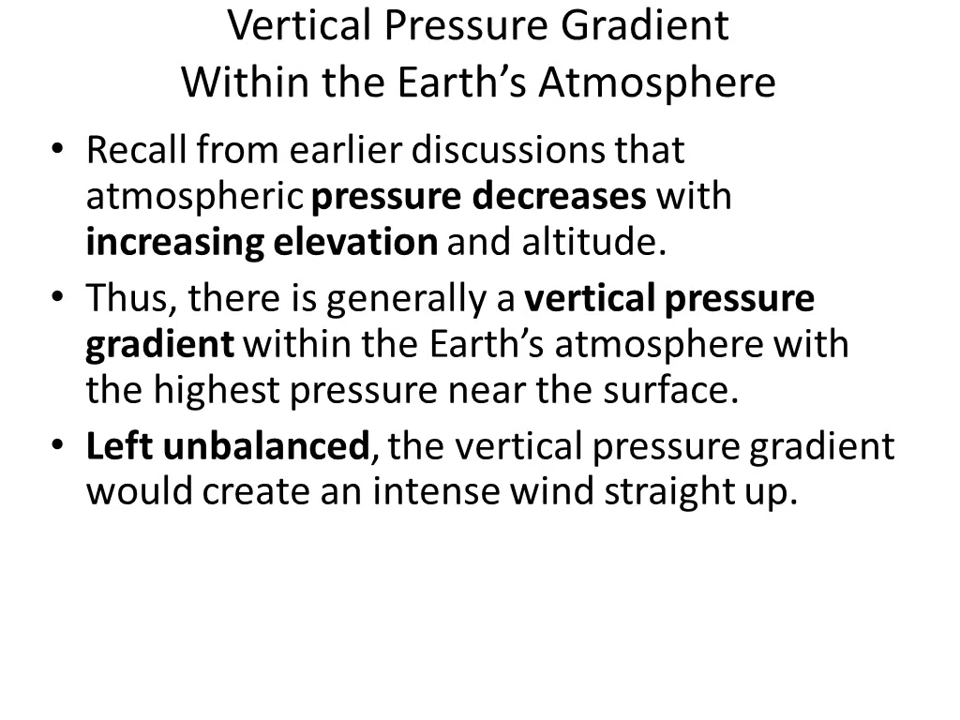 Vertical Pressure Gradient
Within the Earth’s Atmosphere
• Recall from earlier discussions that
atmospheric pressure decreases with
increasing elevation and altitude.
• Thus, there is generally a vertical pressure
gradient within the Earth’s atmosphere with
the highest pressure near the surface.
• Left unbalanced, the vertical pressure gradient
would create an intense wind straight up.